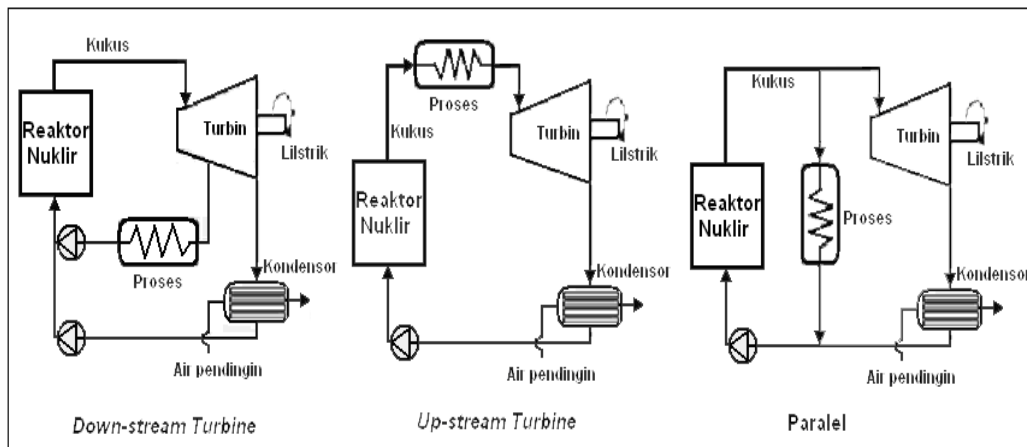 Kukus
Reaktor
Nuklir
Turbin
Lilstrik
Proses
Kondensor
Air pendingin
Down-stream Turbine
Proses
Kukus
Reaktor
Nuklir
Turbin
Lilstrik
Kondensor
Air pendingin
Up-stream Turbine
Kukus
Reaktor
Nuklir
Turbin
Lilstrik
Proses
Kondensor
Air pendingin
Paralel